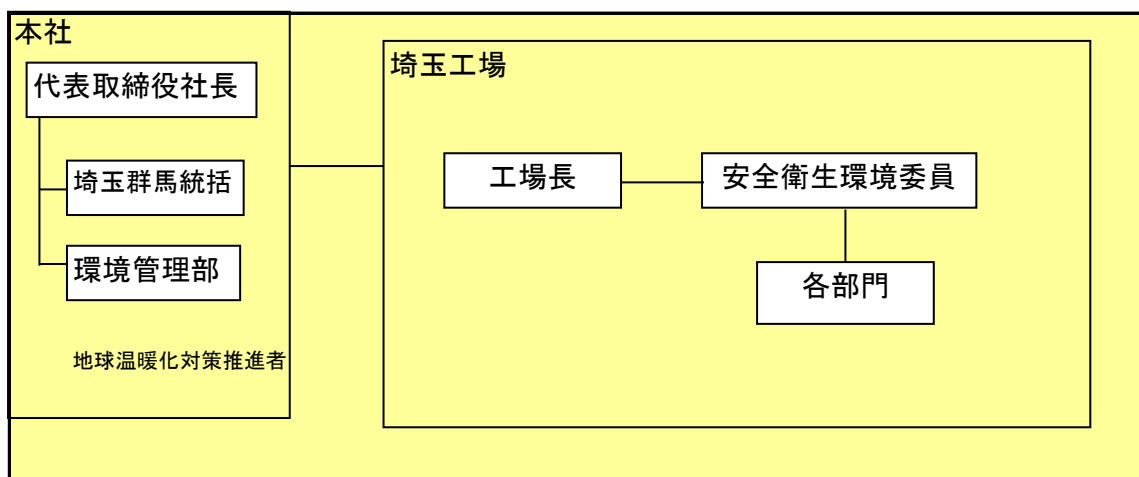 本社
代表取締役社長
埼玉群馬統括
環境管理部
地球温暖化対策推進者
埼玉工場
工場長
安全衛生環境委員
各部門